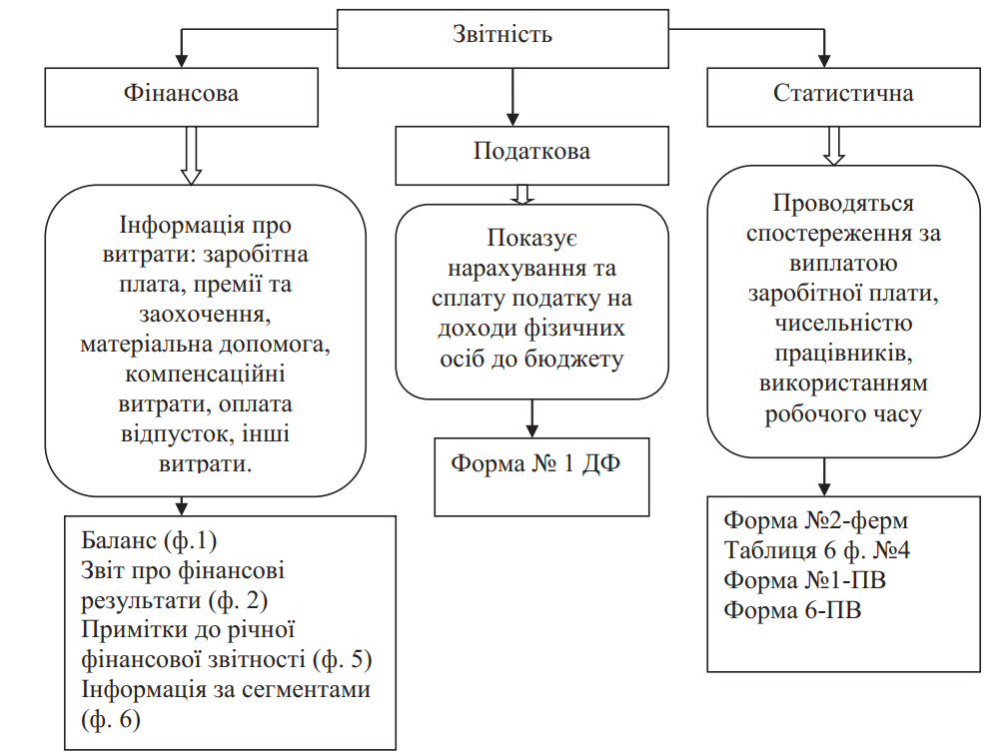 Звітність
Фінансова
Податкова
Статистична
Інформація про
витрати: заробітна
плата, премії та
заохочення,
матеріальна допомога,
компенсаційні
витрати, оплата
відпусток, інші
витрати.
Показує
нарахування та
сплату податку на
доходи фізичних
осіб до бюджету
Проводяться
спостереження за
виплатою
заробітної плати,
чисельністю
працівників,
використанням
робочого часу
Баланс (ф.1)
Звіт про фінансові
результати (ф. 2)
Примітки до річної
фінансової звітності (ф. 5)
Інформація за сегментами
(ф. 6)
Форма № 1 ДФ
Форма №2-ферм
Таблиця 6 ф. №4
Форма №1-ПВ
Форма 6-ПВ